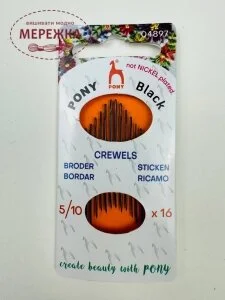 ВИШИВАТИ МОДНО
МЕРЕЖКА
04897
not NICKEL plated
PONY
PONY
Black
CREWELS
BRODER
STICKEN
BORDAR
RICAMO
5/10
x 16
create beauty with PONY